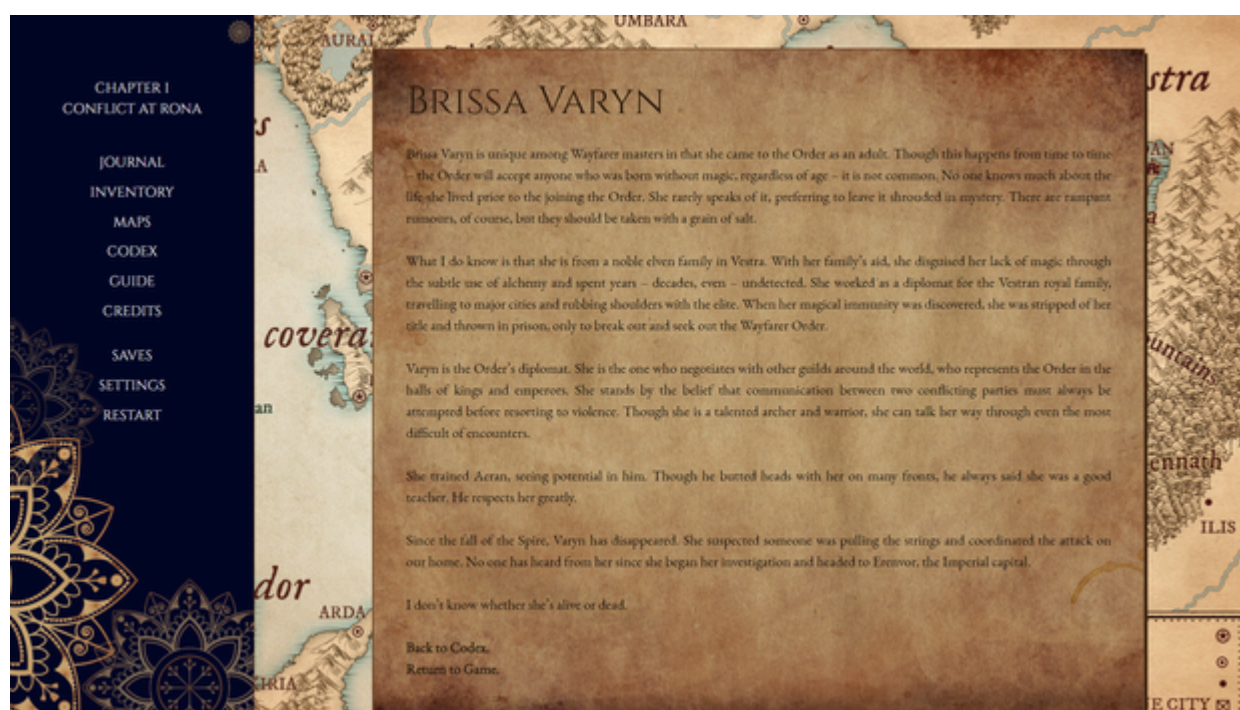 UMBARA
AURAI
stra
CHAPTER I
CONFLICT AT RONA
JOURNAL
INVENTORY
MAPS
CODEX
GUIDE
CREDITS
SAVES
SETTINGS
RESTART
BRISSA VARYN
Brissa Varyn is unique among Wayfarer masters in that she came to the Order as an adult. Though this happens from time to time
– the Order will accept anyone who was born without magic, regardless of age – it is not common. No one knows much about the
life she lived prior to the joining the Order. She rarely speaks of it, preferring to leave it shrouded in mystery. There are rampant
rumours, of course, but they should be taken with a grain of salt.
What I do know is that she is from a noble elven family in Vestra. With her family's aid, she disguised her lack of magic through
the subtle use of alchemy and spent years – decades, even – undetected. She worked as a diplomat for the Vestran royal family,
travelling to major cities and rubbing shoulders with the elite. When her magical immunity was discovered, she was stripped of her
title and thrown in prison, only to break out and seek out the Wayfarer Order.
Varyn is the Order's diplomat. She is the one who negotiates with other guilds around the world, who represents the Order in the
halls of kings and emperors. She stands by the belief that communication between two conflicting parties must always be
attempted before resorting to violence. Though she is a talented archer and warrior, she can talk her way through even the most
difficult of encounters.
She trained Aeran, seeing potential in him. Though he butted heads with her on many fronts, he always said she was a good
teacher. He respects her greatly.
Since the fall of the Spire, Varyn has disappeared. She suspected someone was pulling the strings and coordinated the attack on
our home. No one has heard from her since she began her investigation and headed to Erenvor, the Imperial capital.
I don't know whether she's alive or dead.
Back to Codex.
Return to Game.
s
A
covera
an
dor
ARDA
IRIA
AN
a
untains
ennath
ILIS
E CITY